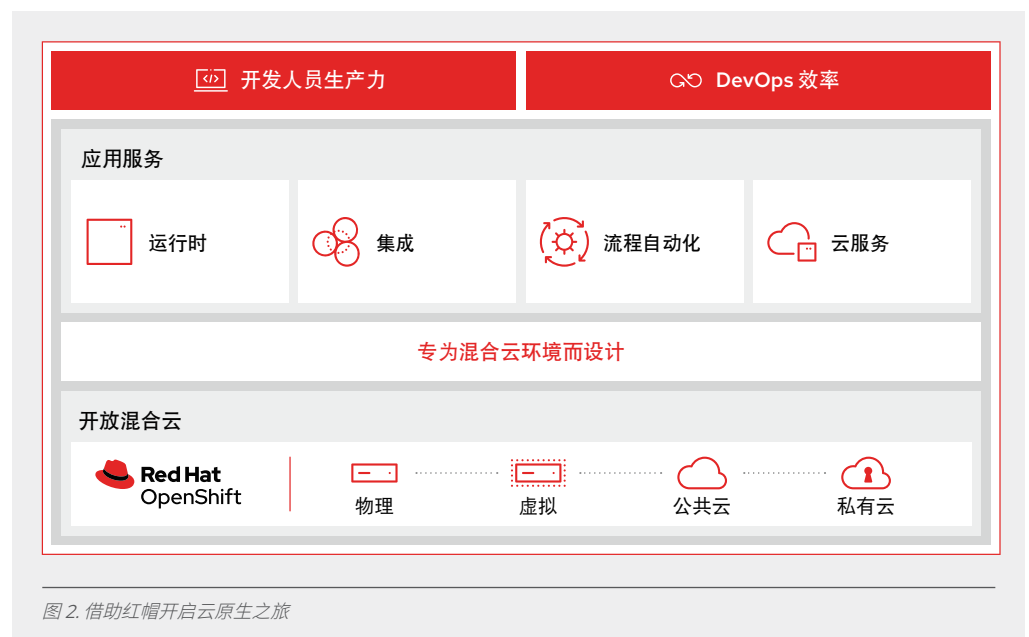 开发人员生产力
DevOps 效率
应用服务
运行时
集成
流程自动化
云服务
专为混合云环境而设计
开放混合云
Red Hat
OpenShift
物理
虚拟
公共云
私有云
图 2. 借助红帽开启云原生之旅